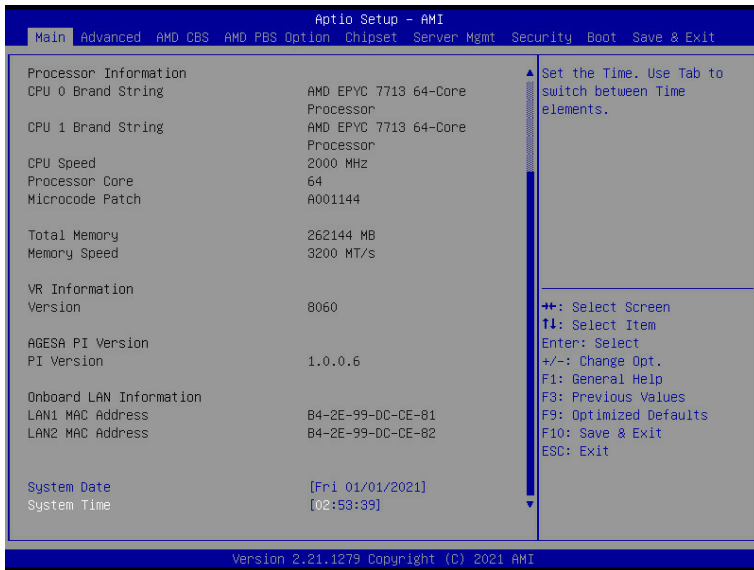 Aptio Setup – AMI
Main Advanced AMD CBS AMD PBS Option Chipset Server Mgmt Security Boot Save & Exit
Processor Information
CPU 0 Brand String AMD EPYC 7713 64-Core
Processor
CPU 1 Brand String AMD EPYC 7713 64-Core
Processor
CPU Speed 2000 MHz
Processor Core 64
Microcode Patch A001144
Total Memory 262144 MB
Memory Speed 3200 MT/s
VR Information
Version 8060
AGESA PI Version
PI Version 1.0.0.6
Onboard LAN Information
LAN1 MAC Address B4-2E-99-DC-CE-81
LAN2 MAC Address B4-2E-99-DC-CE-82
System Date [Fri 01/01/2021]
System Time [02:53:39]
Set the Time. Use Tab to
switch between Time
elements.
→←: Select Screen
↑↓: Select Item
Enter: Select
+/-: Change Opt.
F1: General Help
F3: Previous Values
F9: Optimized Defaults
F10: Save & Exit
ESC: Exit
Version 2.21.1279 Copyright (C) 2021 AMI